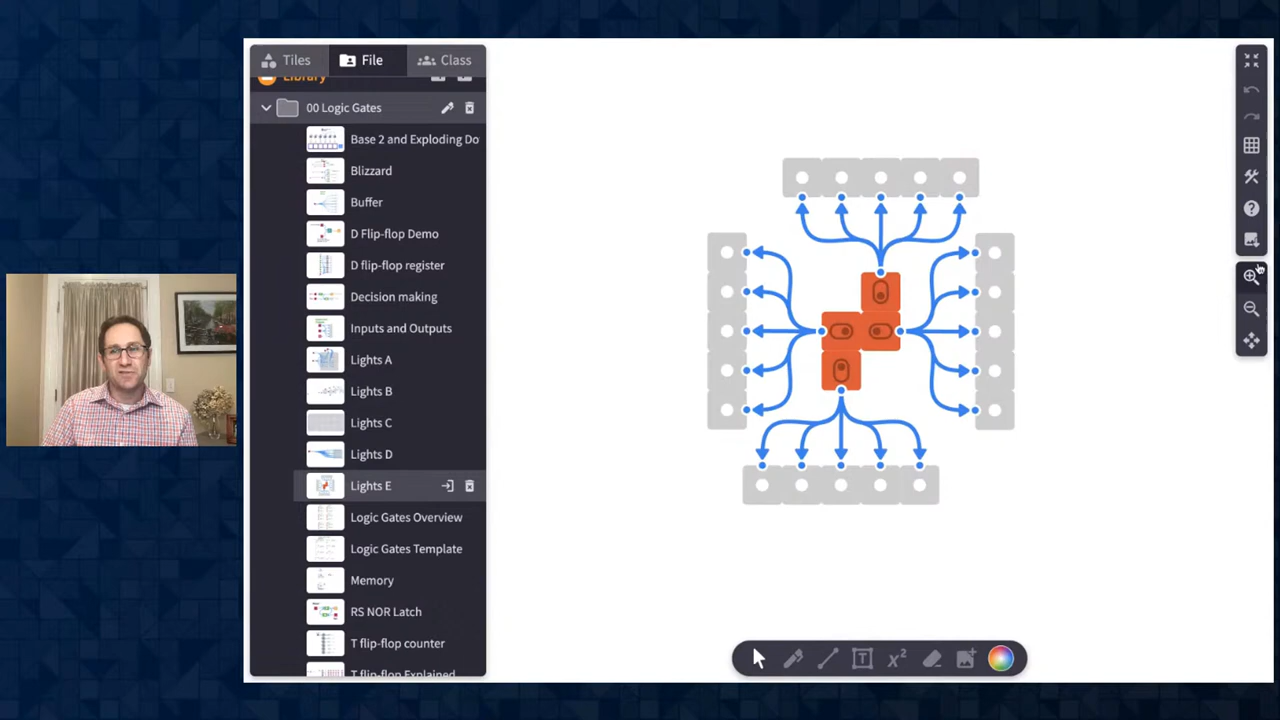 Tiles
File
Class
Library
00 Logic Gates
Base 2 and Exploding Do
Blizzard
Buffer
D Flip-flop Demo
D flip-flop register
Decision making
Inputs and Outputs
Lights A
Lights B
Lights C
Lights D
Lights E
Logic Gates Overview
Logic Gates Template
Memory
RS NOR Latch
T flip-flop counter
T flip-flop Explained